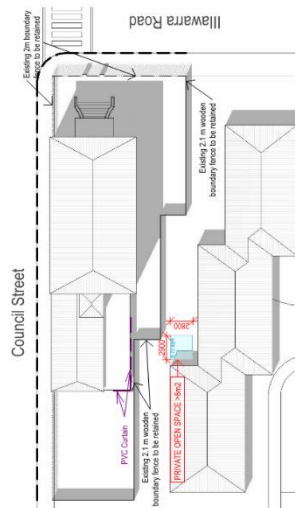 Illawarra Road
Council Street
Existing 2m boundary
fence to be retained
Existing 2.1 m wooden
boundary fence to be retained
PVC Curtain
Existing 2.1 m wooden
boundary fence to be retained
2900
2800
PRIVATE OPEN SPACE >8m2